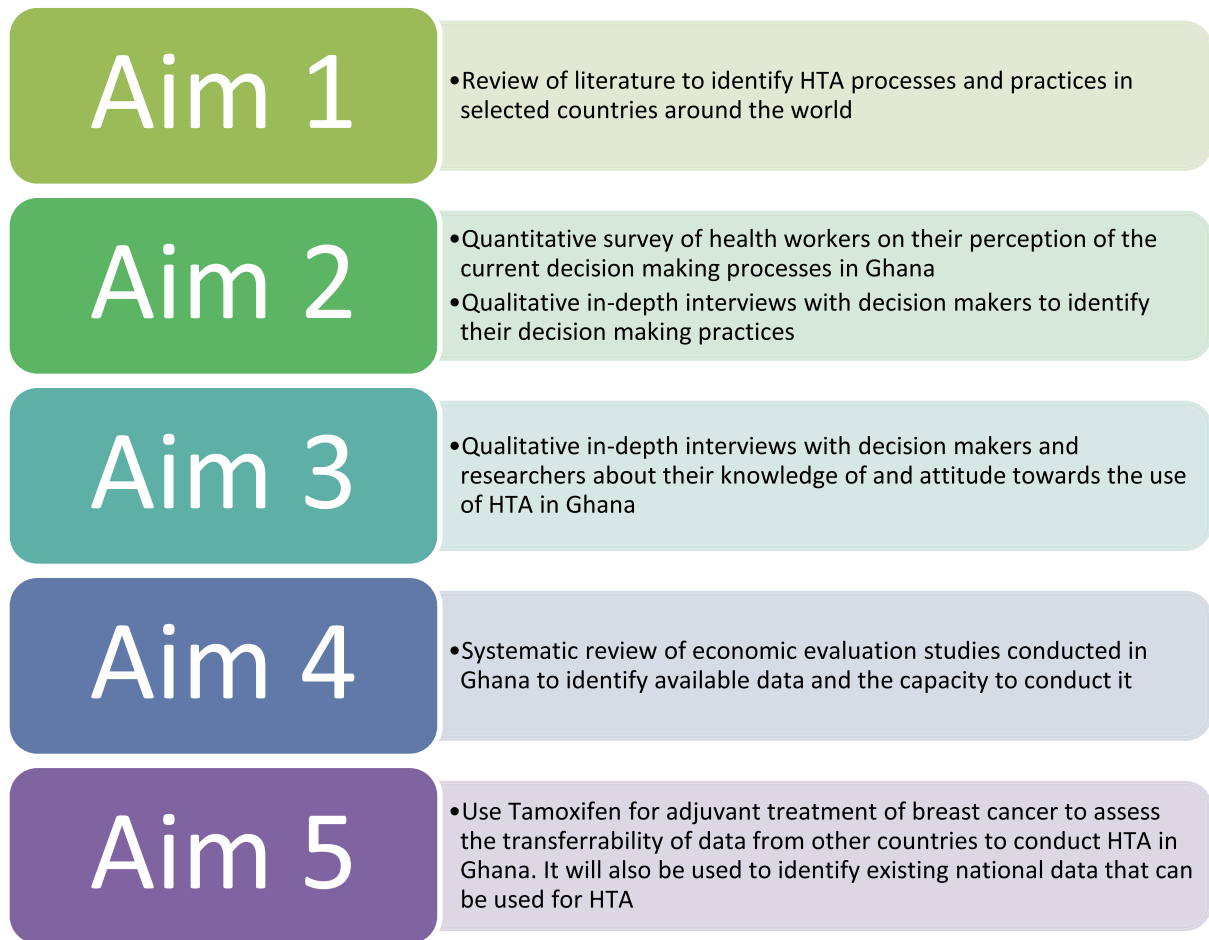 Aim 1
•Review of literature to identify HTA processes and practices in
selected countries around the world
Aim 2
•Quantitative survey of health workers on their perception of the
current decision making processes in Ghana
•Qualitative in-depth interviews with decision makers to identify
their decision making practices
Aim 3
•Qualitative in-depth interviews with decision makers and
researchers about their knowledge of and attitude towards the use
of HTA in Ghana
Aim 4
•Systematic review of economic evaluation studies conducted in
Ghana to identify available data and the capacity to conduct it
Aim 5
•Use Tamoxifen for adjuvant treatment of breast cancer to assess
the transferrability of data from other countries to conduct HTA in
Ghana. It will also be used to identify existing national data that can
be used for HTA